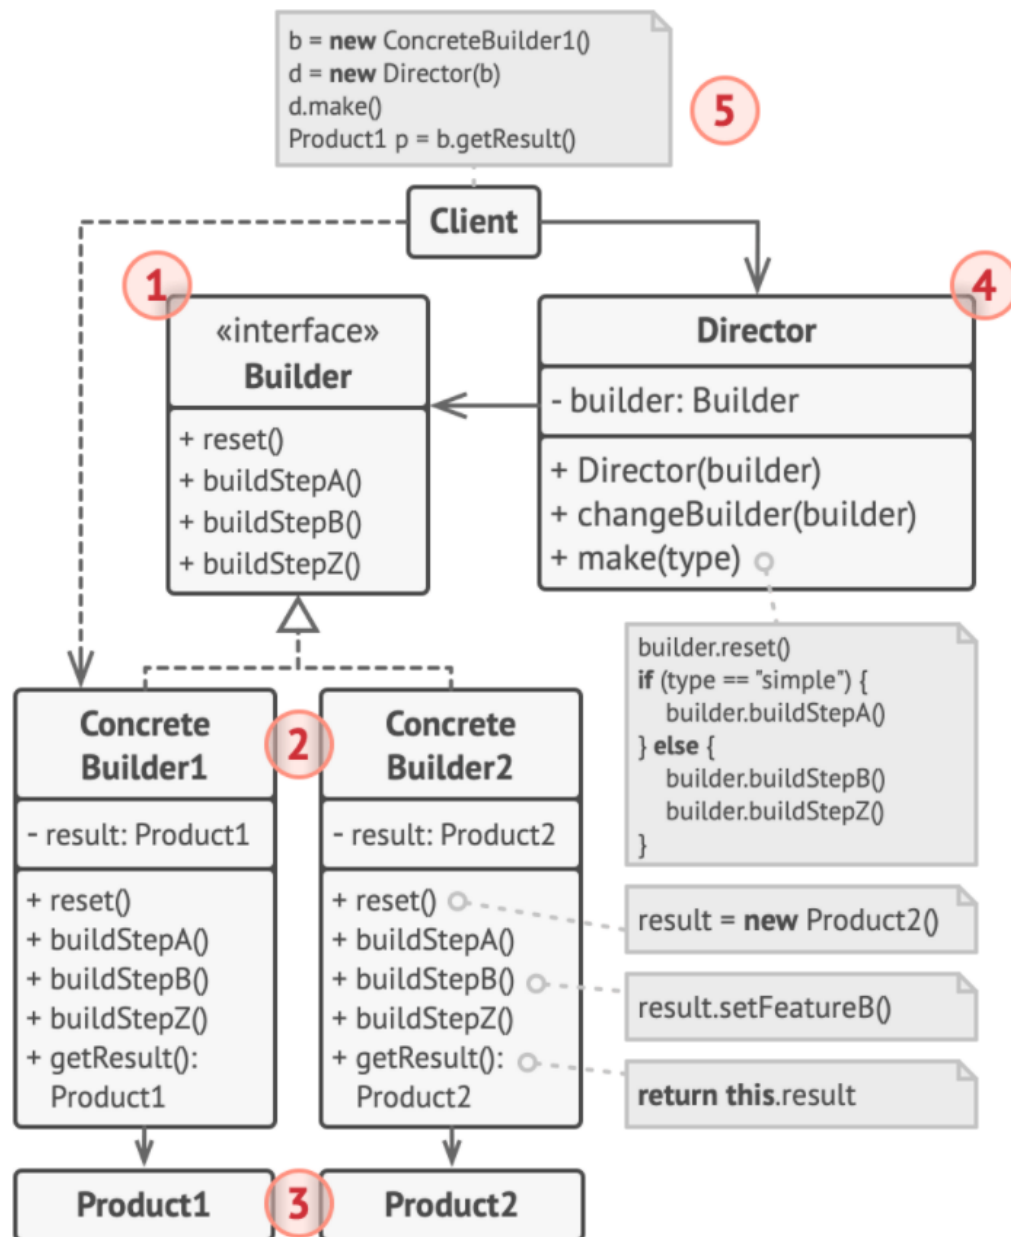 b = new ConcreteBuilder1()
d = new Director(b)
d.make()
Product1 p = b.getResult()
5
Client
1
«interface»
Builder
+ reset()
+ buildStepA()
+ buildStepB()
+ buildStepZ()
4
Director
- builder: Builder
+ Director(builder)
+ changeBuilder(builder)
+ make(type)
builder.reset()
if (type == "simple") {
builder.buildStepA()
} else {
builder.buildStepB()
builder.buildStepZ()
}
Concrete
Builder1
- result: Product1
+ reset()
+ buildStepA()
+ buildStepB()
+ buildStepZ()
+ getResult():
Product1
2
Concrete
Builder2
- result: Product2
+ reset()
+ buildStepA()
+ buildStepB()
+ buildStepZ()
+ getResult():
Product2
result = new Product2()
result.setFeatureB()
return this.result
Product1
3
Product2